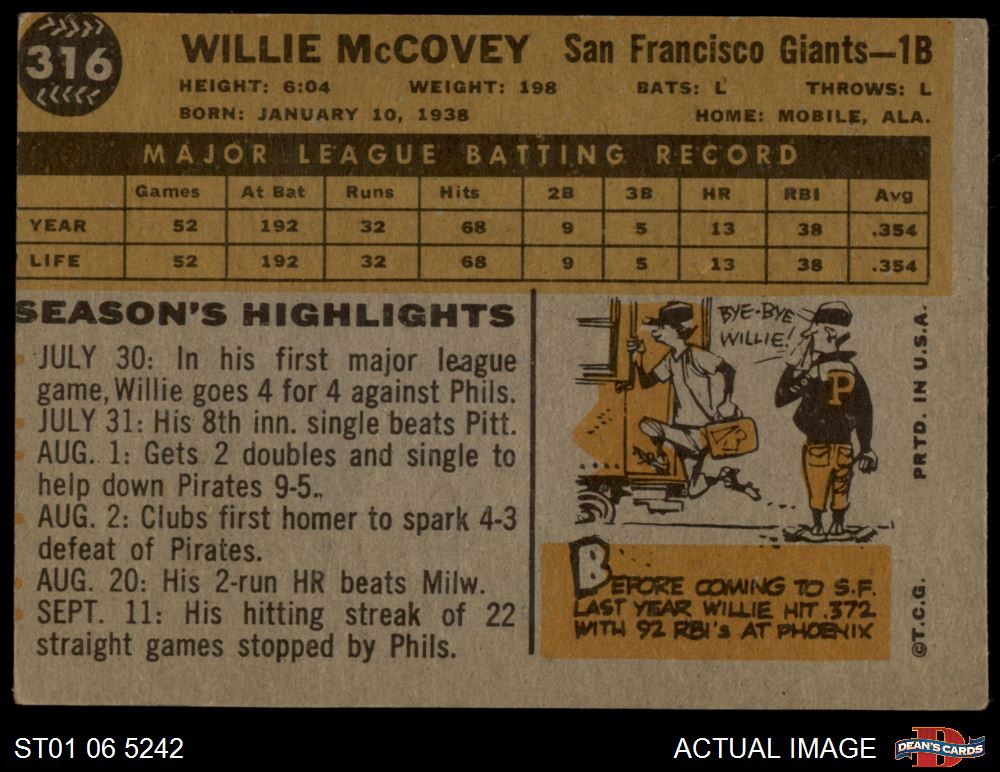 316
WILLIE McCOVEY San Francisco Giants—1B
HEIGHT: 6:04 WEIGHT: 198 BATS: L THROWS: L
BORN: JANUARY 10, 1938 HOME: MOBILE, ALA.
MAJOR LEAGUE BATTING RECORD
Games At Bat Runs Hits 2B 3B HR RBI Avg
YEAR 52 192 32 68 9 5 13 38 .354
LIFE 52 192 32 68 9 5 13 38 .354
SEASON'S HIGHLIGHTS
JULY 30: In his first major league
game, Willie goes 4 for 4 against Phils.
JULY 31: His 8th inn. single beats Pitt.
AUG. 1: Gets 2 doubles and single to
help down Pirates 9-5.
AUG. 2: Clubs first homer to spark 4-3
defeat of Pirates.
AUG. 20: His 2-run HR beats Milw.
SEPT. 11: His hitting streak of 22
straight games stopped by Phils.
BYE-BYE
WILLIE!
P
BEFORE COMING TO S.F.
LAST YEAR WILLIE HIT .372
WITH 92 RBI's AT PHOENIX
©T.C.G. PRTD. IN U.S.A.
ST01 06 5242
ACTUAL IMAGE
D
DEAN'S CARDS